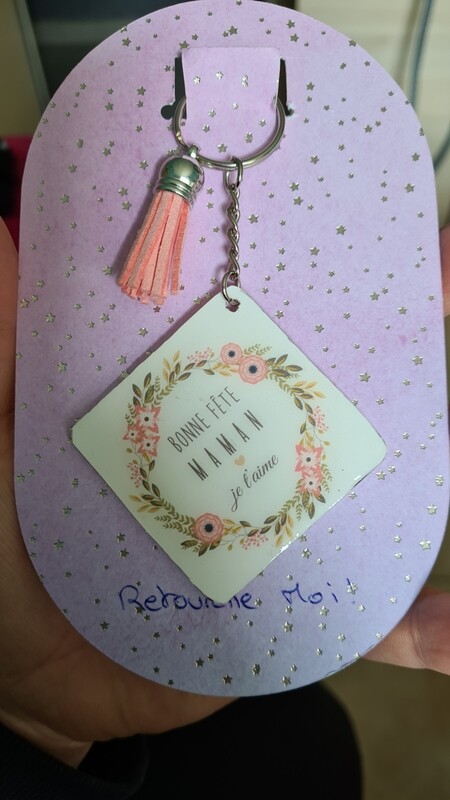 BONNE FÊTE
MAMAN
je t'aime
Retourne Moi !